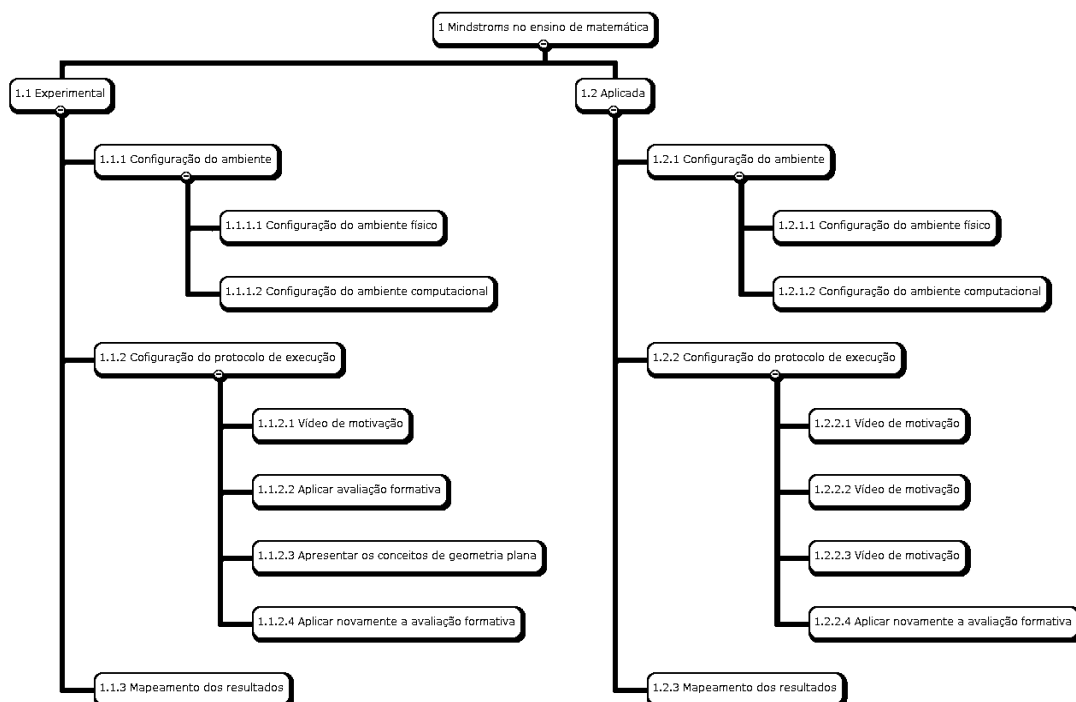 1 Mindstroms no ensino de matemática
1.1 Experimental
1.1.1 Configuração do ambiente
1.1.1.1 Configuração do ambiente físico
1.1.1.2 Configuração do ambiente computacional
1.1.2 Cofiguração do protocolo de execução
1.1.2.1 Vídeo de motivação
1.1.2.2 Aplicar avaliação formativa
1.1.2.3 Apresentar os conceitos de geometria plana
1.1.2.4 Aplicar novamente a avaliação formativa
1.1.3 Mapeamento dos resultados
1.2 Aplicada
1.2.1 Configuração do ambiente
1.2.1.1 Configuração do ambiente físico
1.2.1.2 Configuração do ambiente computacional
1.2.2 Configuração do protocolo de execução
1.2.2.1 Vídeo de motivação
1.2.2.2 Vídeo de motivação
1.2.2.3 Vídeo de motivação
1.2.2.4 Aplicar novamente a avaliação formativa
1.2.3 Mapeamento dos resultados